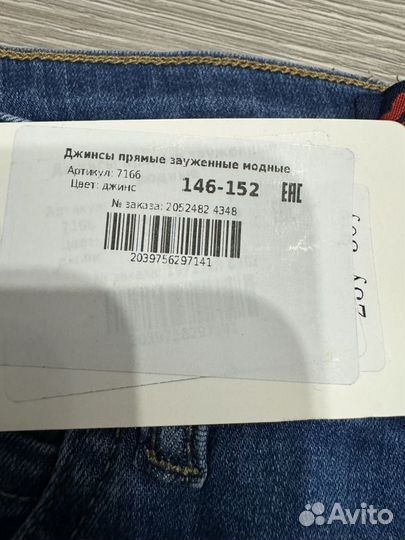 Джинсы прямые зауженные модные
Артикул: 7166
Цвет: джинс 146-152 EAC
№ заказа: 2052482 4348
2039756297141
Avito